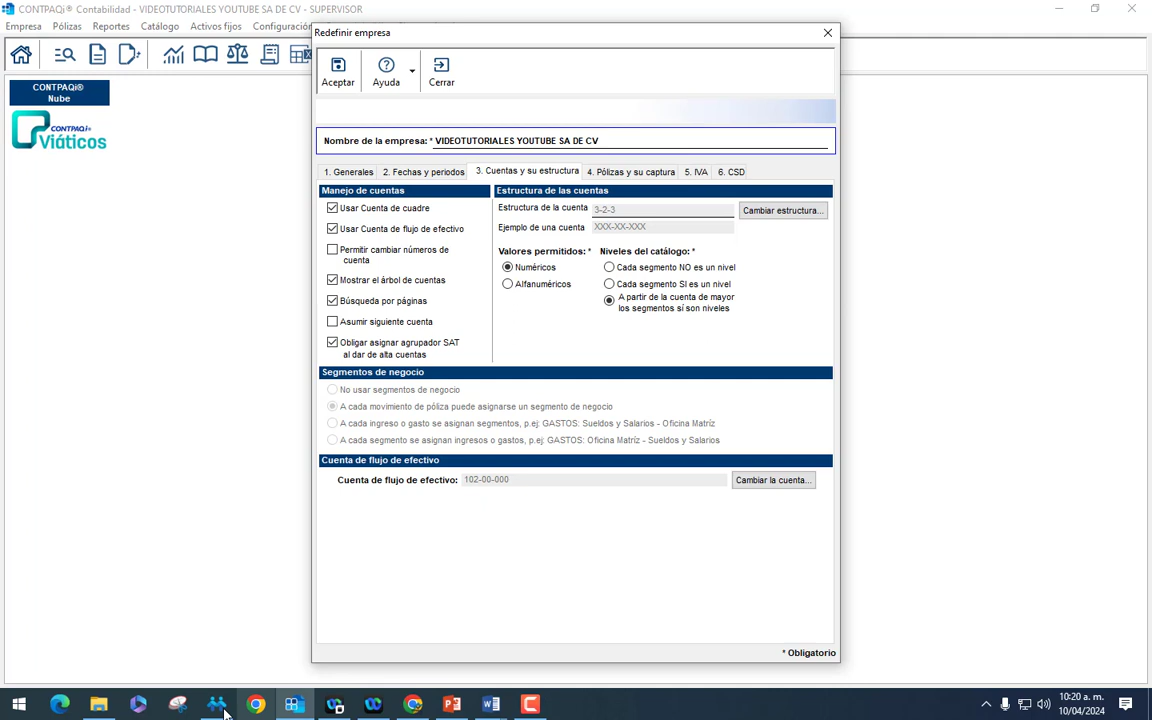 CONTPAQi® Contabilidad - VIDEOTUTORIALES YOUTUBE SA DE CV - SUPERVISOR
Empresa Pólizas Reportes Catálogo Activos fijos Configuración
CONTPAQi®
Nube
CONTPAQi®
Viáticos
Redefinir empresa
Aceptar Ayuda Cerrar
Nombre de la empresa: * VIDEOTUTORIALES YOUTUBE SA DE CV
1. Generales 2. Fechas y periodos 3. Cuentas y su estructura 4. Pólizas y su captura 5. IVA 6. CSD
Manejo de cuentas
Usar Cuenta de cuadre
Usar Cuenta de flujo de efectivo
Permitir cambiar números de
cuenta
Mostrar el árbol de cuentas
Búsqueda por páginas
Asumir siguiente cuenta
Obligar asignar agrupador SAT
al dar de alta cuentas
Estructura de las cuentas
Estructura de la cuenta 3-2-3 Cambiar estructura...
Ejemplo de una cuenta XXX-XX-XXX
Valores permitidos: * Niveles del catálogo: *
Numéricos Cada segmento NO es un nivel
Alfanuméricos Cada segmento SI es un nivel
A partir de la cuenta de mayor
los segmentos sí son niveles
Segmentos de negocio
No usar segmentos de negocio
A cada movimiento de póliza puede asignarse un segmento de negocio
A cada ingreso o gasto se asignan segmentos, p.ej: GASTOS: Sueldos y Salarios - Oficina Matríz
A cada segmento se asignan ingresos o gastos, p.ej: GASTOS: Oficina Matríz - Sueldos y Salarios
Cuenta de flujo de efectivo
Cuenta de flujo de efectivo: 102-00-000 Cambiar la cuenta...
* Obligatorio
10:20 a. m.
10/04/2024